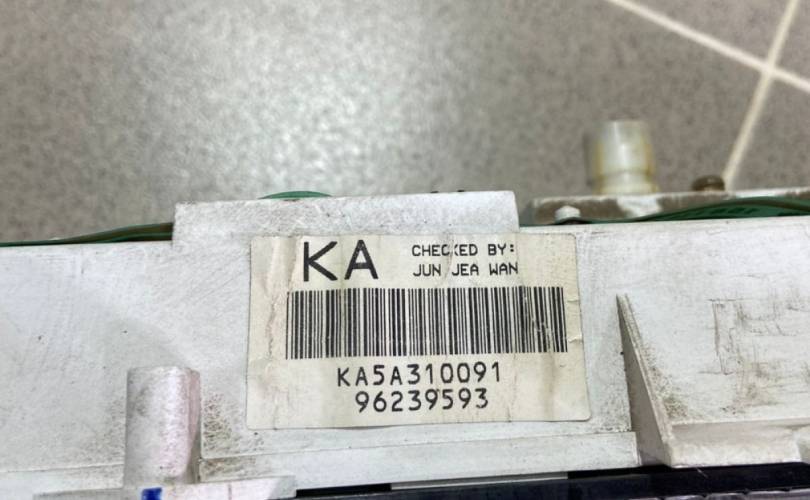 KA
CHECKED BY:
JUN JEA WAN
KA5A310091
96239593